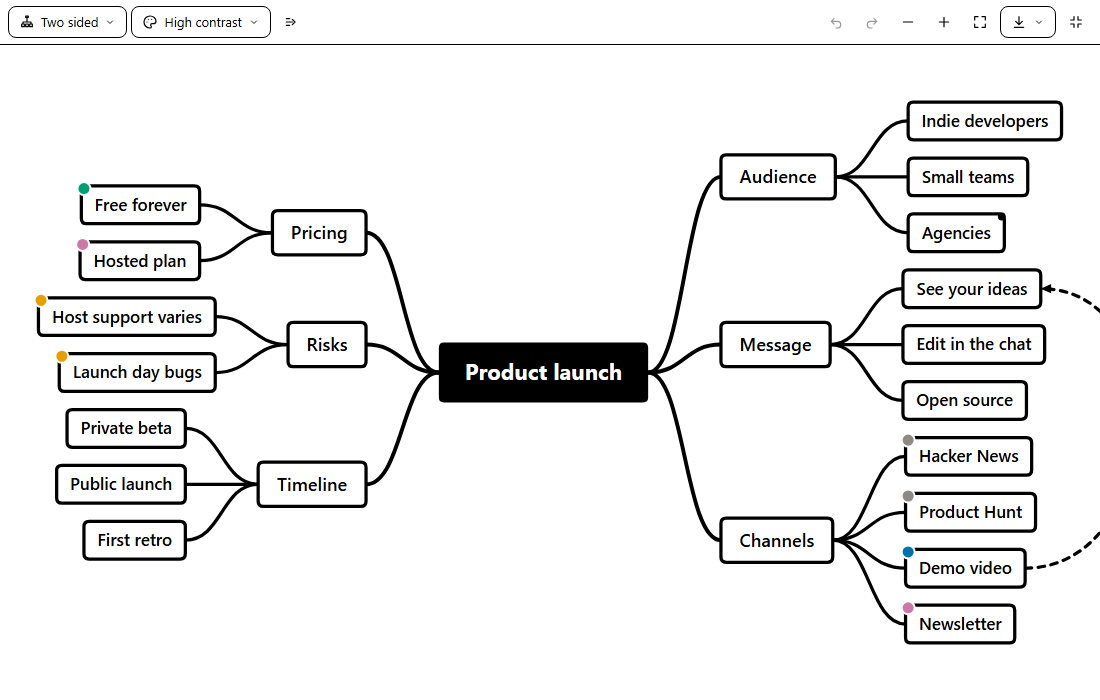 Two sided
High contrast
Free forever
Hosted plan
Pricing
Host support varies
Launch day bugs
Risks
Private beta
Public launch
First retro
Timeline
Product launch
Audience
Indie developers
Small teams
Agencies
Message
See your ideas
Edit in the chat
Open source
Channels
Hacker News
Product Hunt
Demo video
Newsletter